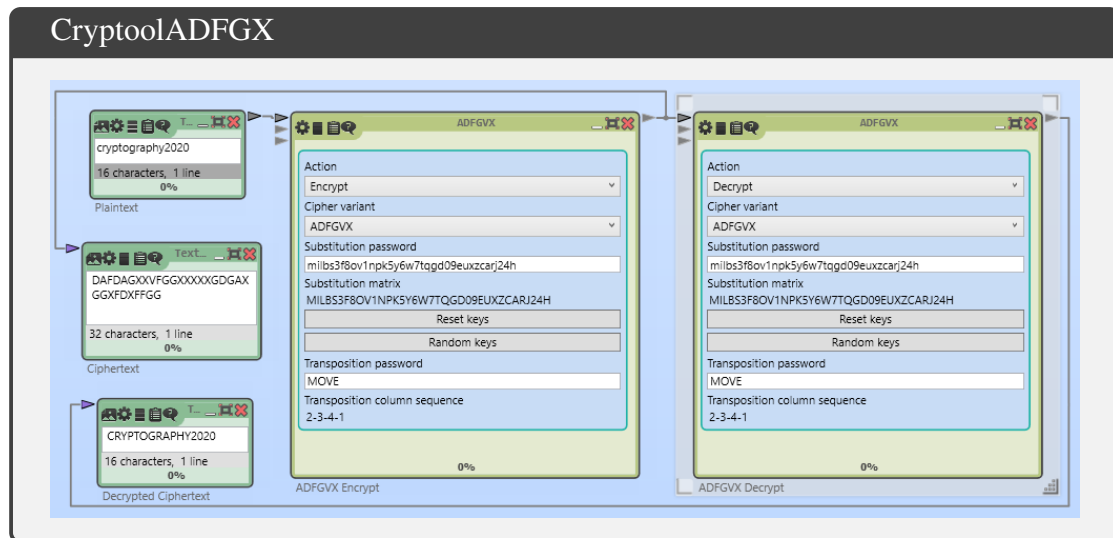 CryptoolADFGX
T...
cryptography2020
16 characters, 1 line
0%
Plaintext
Text...
DAFDAGXXVFGGXXXXXGDGAX
GGXFDXFFGG
32 characters, 1 line
0%
Ciphertext
T...
CRYPTOGRAPHY2020
16 characters, 1 line
0%
Decrypted Ciphertext
ADFGVX
Action
Encrypt
Cipher variant
ADFGVX
Substitution password
milbs3f8ov1npk5y6w7tqgd09euxzcarj24h
Substitution matrix
MILBS3F8OV1NPK5Y6W7TQGD09EUXZCARJ24H
Reset keys
Random keys
Transposition password
MOVE
Transposition column sequence
2-3-4-1
0%
ADFGVX Encrypt
ADFGVX
Action
Decrypt
Cipher variant
ADFGVX
Substitution password
milbs3f8ov1npk5y6w7tqgd09euxzcarj24h
Substitution matrix
MILBS3F8OV1NPK5Y6W7TQGD09EUXZCARJ24H
Reset keys
Random keys
Transposition password
MOVE
Transposition column sequence
2-3-4-1
0%
ADFGVX Decrypt